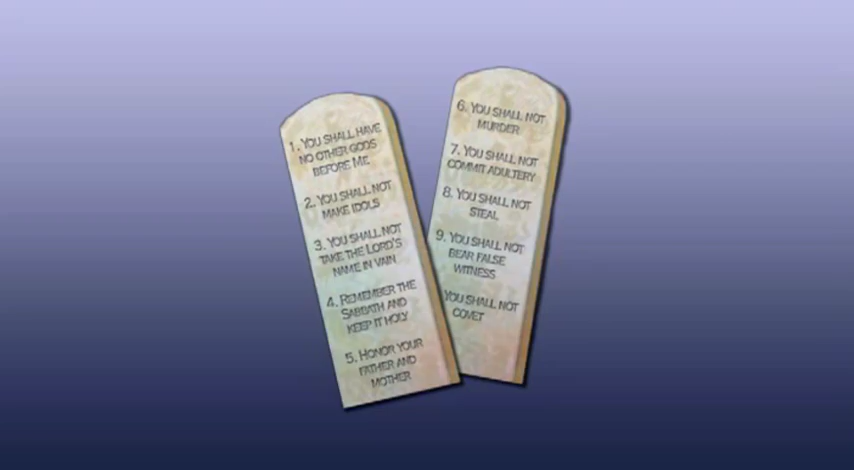 1. You shall have
no other gods
before Me
2. You shall not
make idols
3. You shall not
take the Lord's
name in vain
4. Remember the
Sabbath and
keep it holy
5. Honor your
father and
mother
6. You shall not
murder
7. You shall not
commit adultery
8. You shall not
steal
9. You shall not
bear false
witness
You shall not
covet